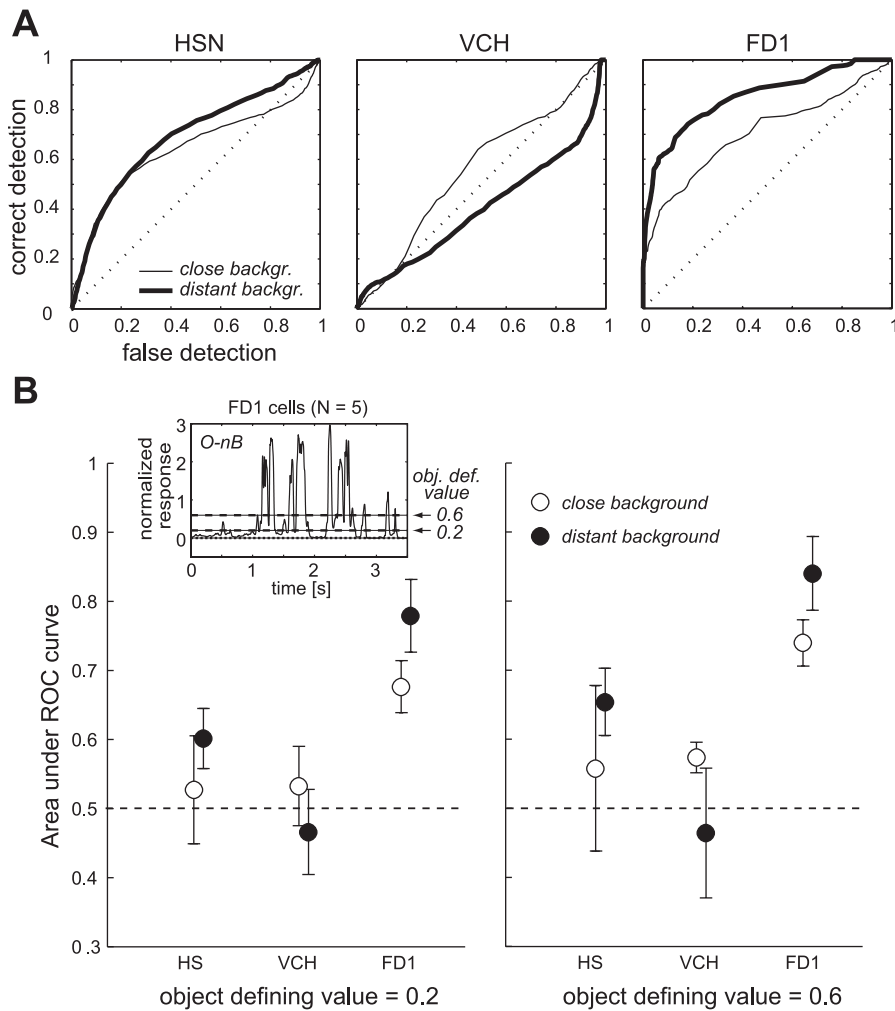 A
HSN
VCH
FD1
correct detection
1
0.8
0.6
0.4
0.2
0
close backgr.
distant backgr.
0 0.2 0.4 0.6 0.8 1
0 0.2 0.4 0.6 0.8 1
0 0.2 0.4 0.6 0.8 1
false detection
B
FD1 cells (N = 5)
O-nB
normalized
response
3
2
1
0
obj. def.
value
0.6
0.2
0 1 2 3
time [s]
Area under ROC curve
1
0.9
0.8
0.7
0.6
0.5
0.4
0.3
close background
distant background
HS VCH FD1
HS VCH FD1
object defining value = 0.2
object defining value = 0.6